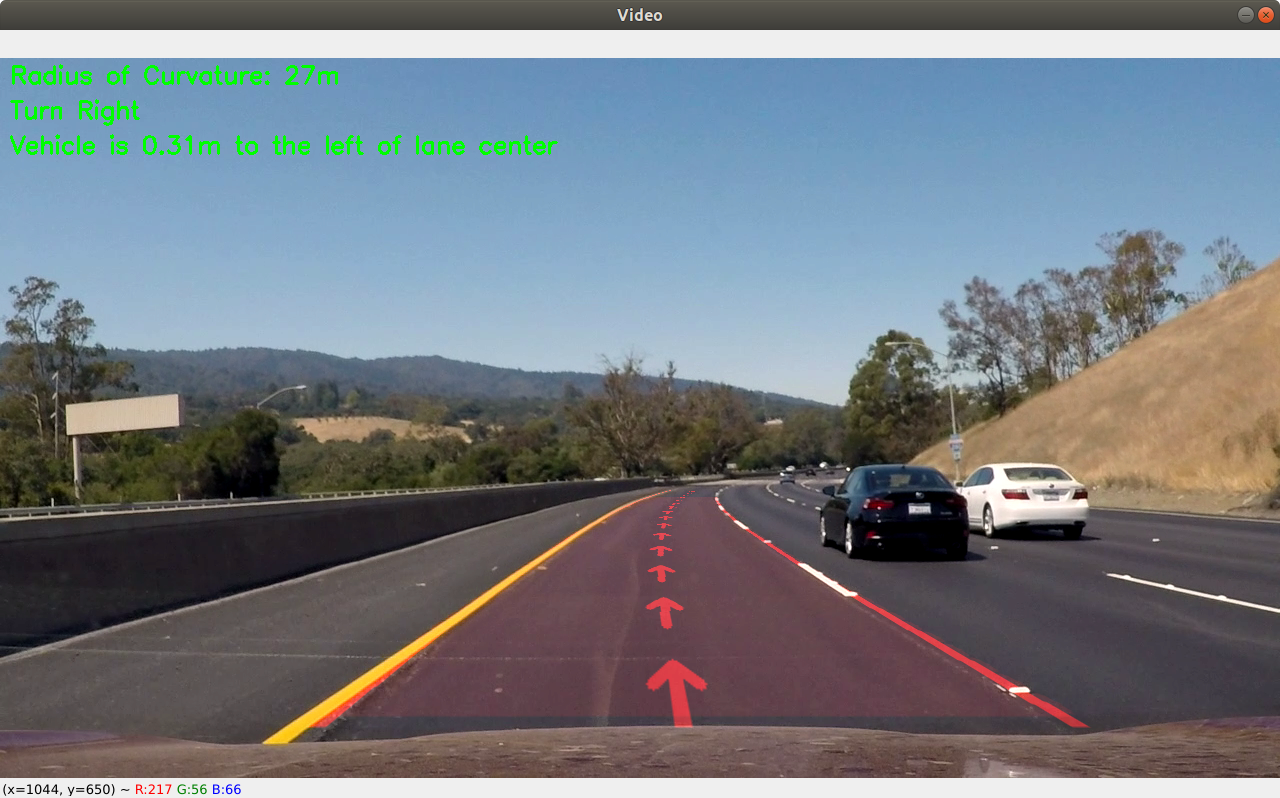 Video
Radius of Curvature: 27m
Turn Right
Vehicle is 0.31m to the left of lane center
(x=1044, y=650) ~ R:217 G:56 B:66